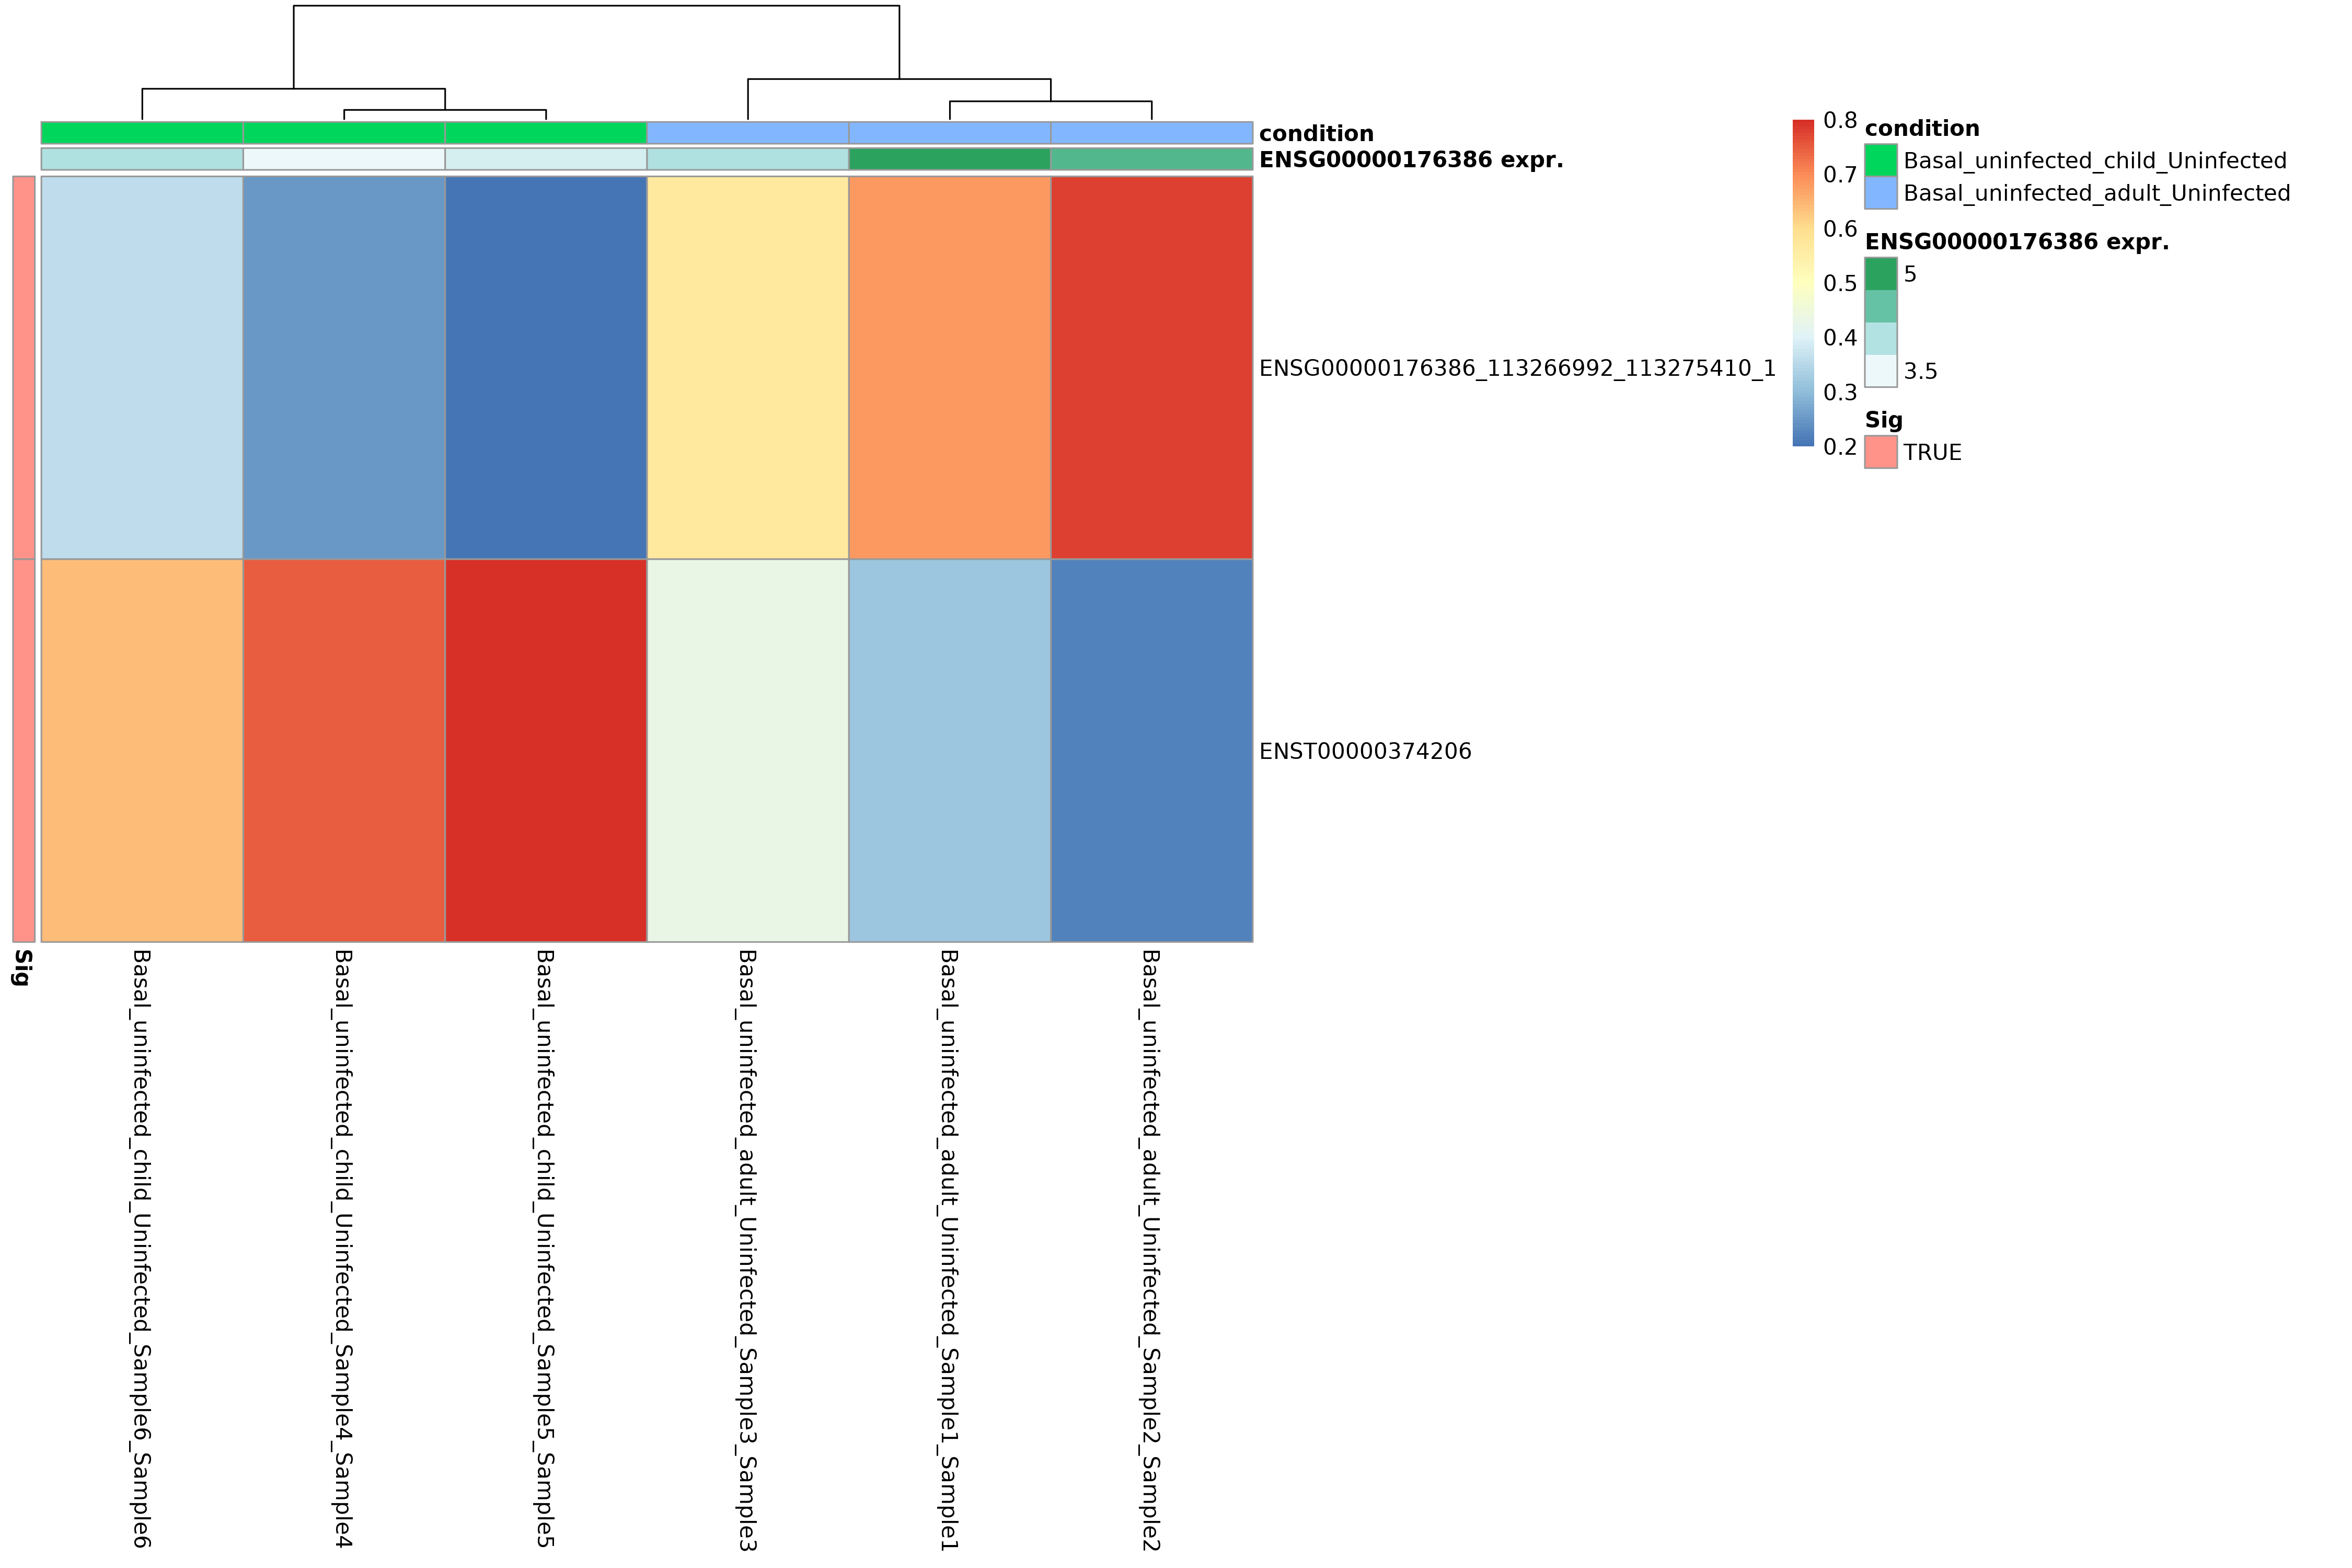 condition
ENSG00000176386 expr.
ENSG00000176386_113266992_113275410_1
ENST00000374206
Sig
Basal_uninfected_child_Uninfected_Sample6_Sample6
Basal_uninfected_child_Uninfected_Sample4_Sample4
Basal_uninfected_child_Uninfected_Sample5_Sample5
Basal_uninfected_adult_Uninfected_Sample3_Sample3
Basal_uninfected_adult_Uninfected_Sample1_Sample1
Basal_uninfected_adult_Uninfected_Sample2_Sample2
0.8
0.7
0.6
0.5
0.4
0.3
0.2
condition
Basal_uninfected_child_Uninfected
Basal_uninfected_adult_Uninfected
ENSG00000176386 expr.
5
3.5
Sig
TRUE